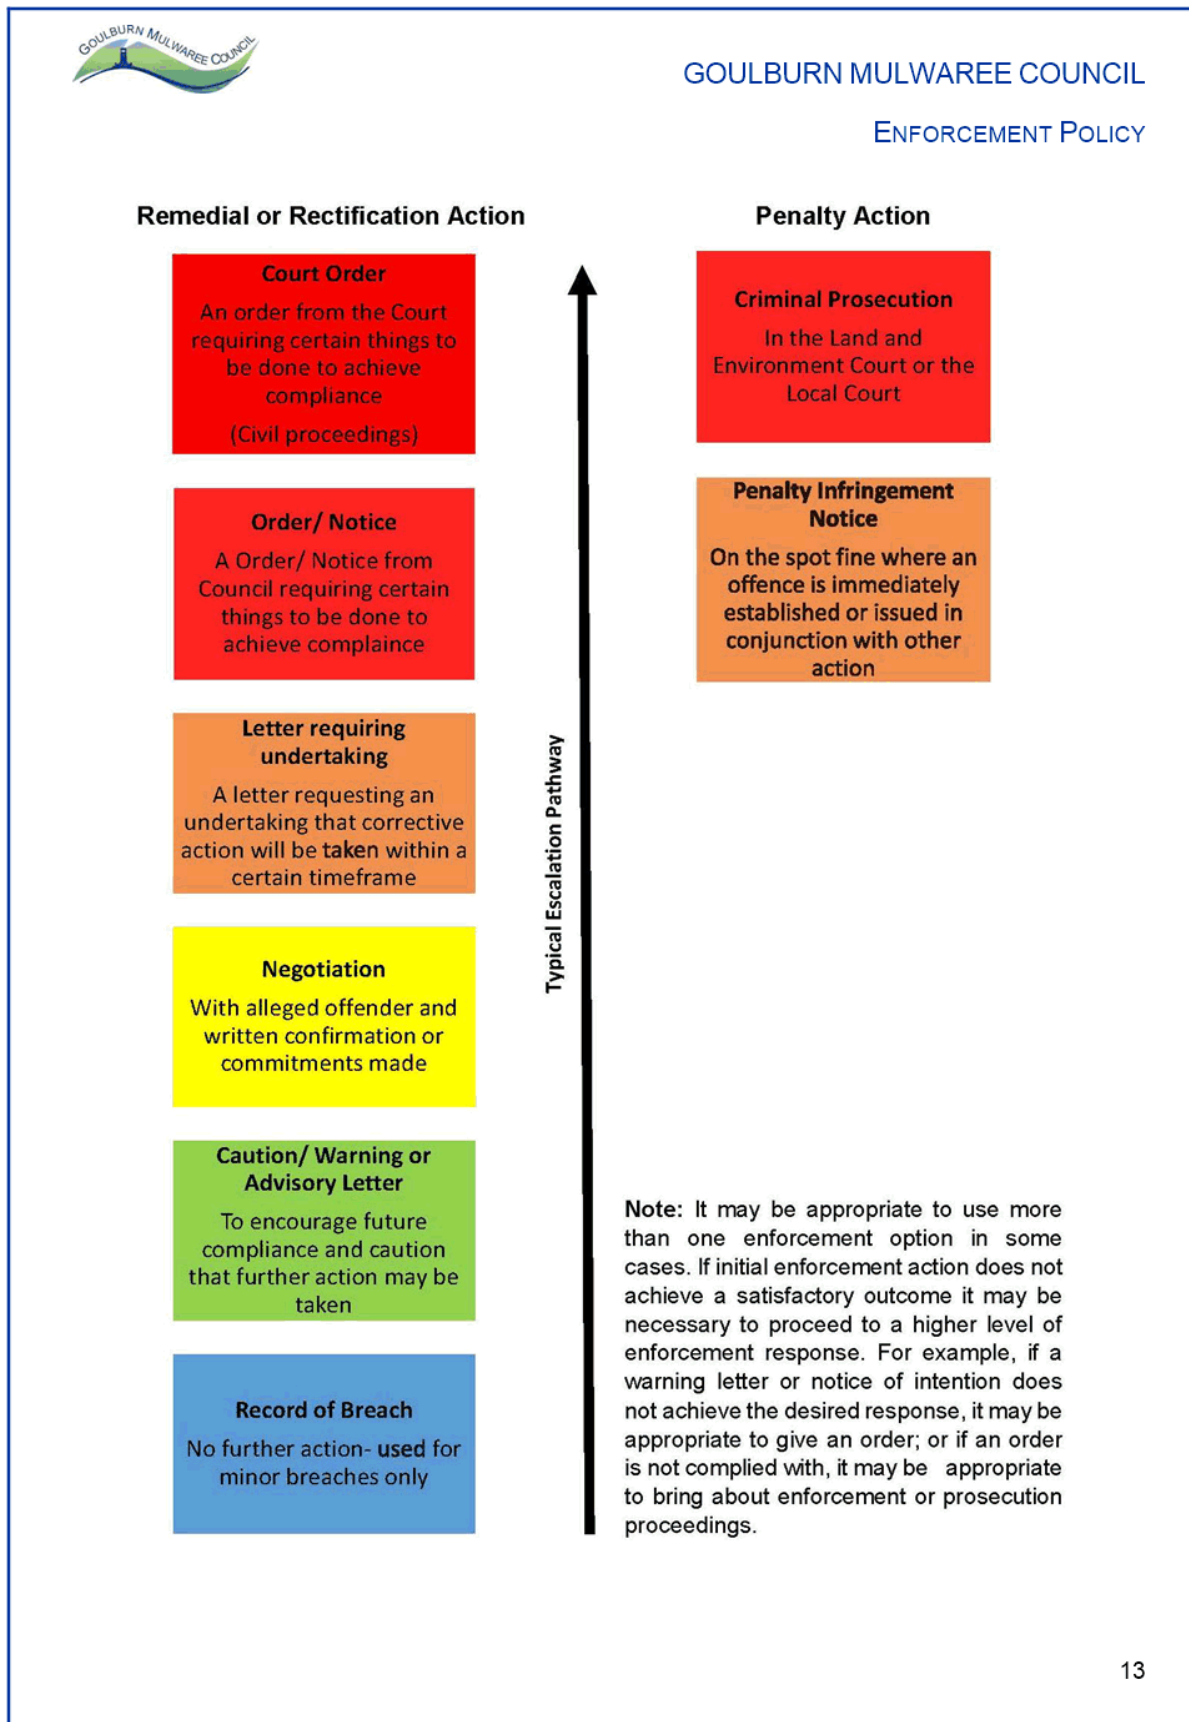 GOULBURN MULWAREE COUNCIL
GOULBURN MULWAREE COUNCIL
ENFORCEMENT POLICY
Remedial or Rectification Action
Court Order
An order from the Court
requiring certain things to
be done to achieve
compliance
(Civil proceedings)
Order/ Notice
A Order/ Notice from
Council requiring certain
things to be done to
achieve complaince
Letter requiring
undertaking
A letter requesting an
undertaking that corrective
action will be taken within a
certain timeframe
Negotiation
With alleged offender and
written confirmation or
commitments made
Caution/ Warning or
Advisory Letter
To encourage future
compliance and caution
that further action may be
taken
Record of Breach
No further action- used for
minor breaches only
Typical Escalation Pathway
Penalty Action
Criminal Prosecution
In the Land and
Environment Court or the
Local Court
Penalty Infringement
Notice
On the spot fine where an
offence is immediately
established or issued in
conjunction with other
action
Note: It may be appropriate to use more
than one enforcement option in some
cases. If initial enforcement action does not
achieve a satisfactory outcome it may be
necessary to proceed to a higher level of
enforcement response. For example, if a
warning letter or notice of intention does
not achieve the desired response, it may be
appropriate to give an order; or if an order
is not complied with, it may be appropriate
to bring about enforcement or prosecution
proceedings.
13